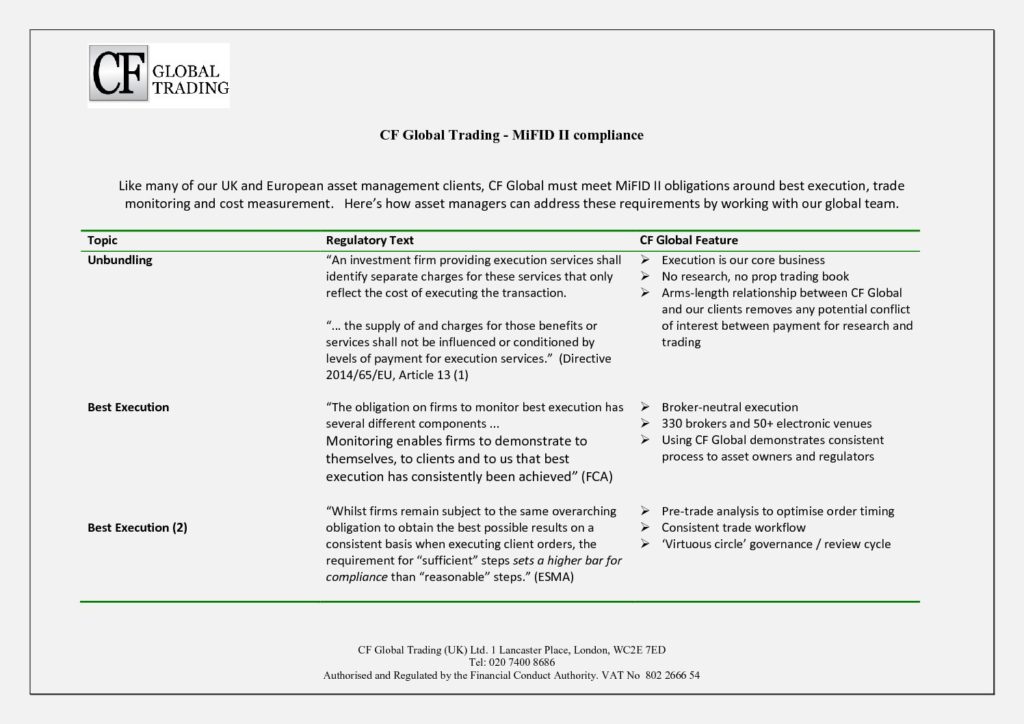 CF GLOBAL
TRADING
CF Global Trading - MiFID II compliance
Like many of our UK and European asset management clients, CF Global must meet MiFID II obligations around best execution, trade
monitoring and cost measurement.   Here’s how asset managers can address these requirements by working with our global team.
Topic Regulatory Text CF Global Feature
Unbundling
“An investment firm providing execution services shall
identify separate charges for these services that only
reflect the cost of executing the transaction.
“... the supply of and charges for those benefits or
services shall not be influenced or conditioned by
levels of payment for execution services.”  (Directive
2014/65/EU, Article 13 (1)
➢ Execution is our core business
➢ No research, no prop trading book
➢ Arms-length relationship between CF Global
and our clients removes any potential conflict
of interest between payment for research and
trading
Best Execution
“The obligation on firms to monitor best execution has
several different components ...
Monitoring enables firms to demonstrate to
themselves, to clients and to us that best
execution has consistently been achieved” (FCA)
➢ Broker-neutral execution
➢ 330 brokers and 50+ electronic venues
➢ Using CF Global demonstrates consistent
process to asset owners and regulators
Best Execution (2)
“Whilst firms remain subject to the same overarching
obligation to obtain the best possible results on a
consistent basis when executing client orders, the
requirement for “sufficient” steps sets a higher bar for
compliance than “reasonable” steps.” (ESMA)
➢ Pre-trade analysis to optimise order timing
➢ Consistent trade workflow
➢ ‘Virtuous circle’ governance / review cycle
CF Global Trading (UK) Ltd. 1 Lancaster Place, London, WC2E 7ED
Tel: 020 7400 8686
Authorised and Regulated by the Financial Conduct Authority. VAT No  802 2666 54